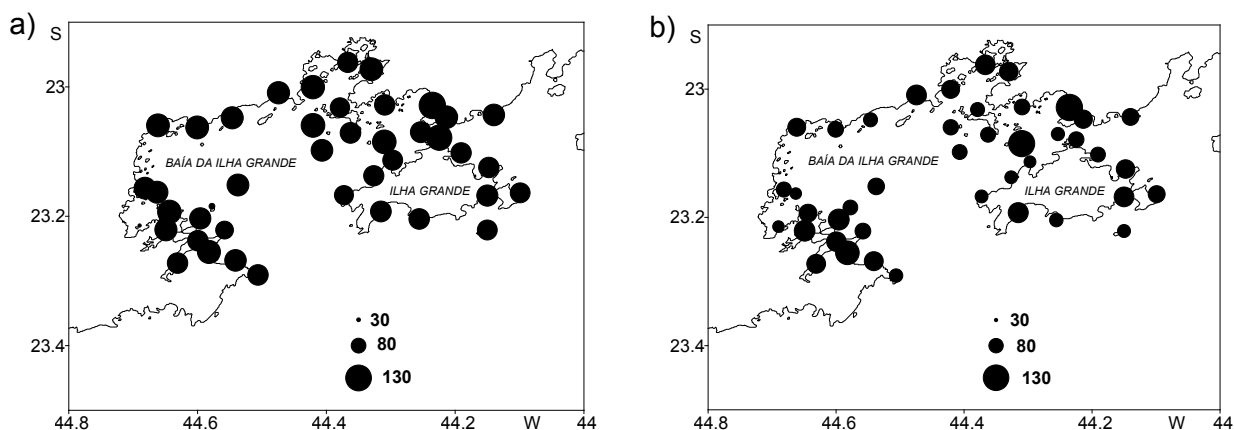 a)
S
23
23.2
23.4
BAÍA DA ILHA GRANDE
ILHA GRANDE
30
80
130
44.8
44.6
44.4
44.2
W
44
b)
S
23
23.2
23.4
BAÍA DA ILHA GRANDE
ILHA GRANDE
30
80
130
44.8
44.6
44.4
44.2
W
44